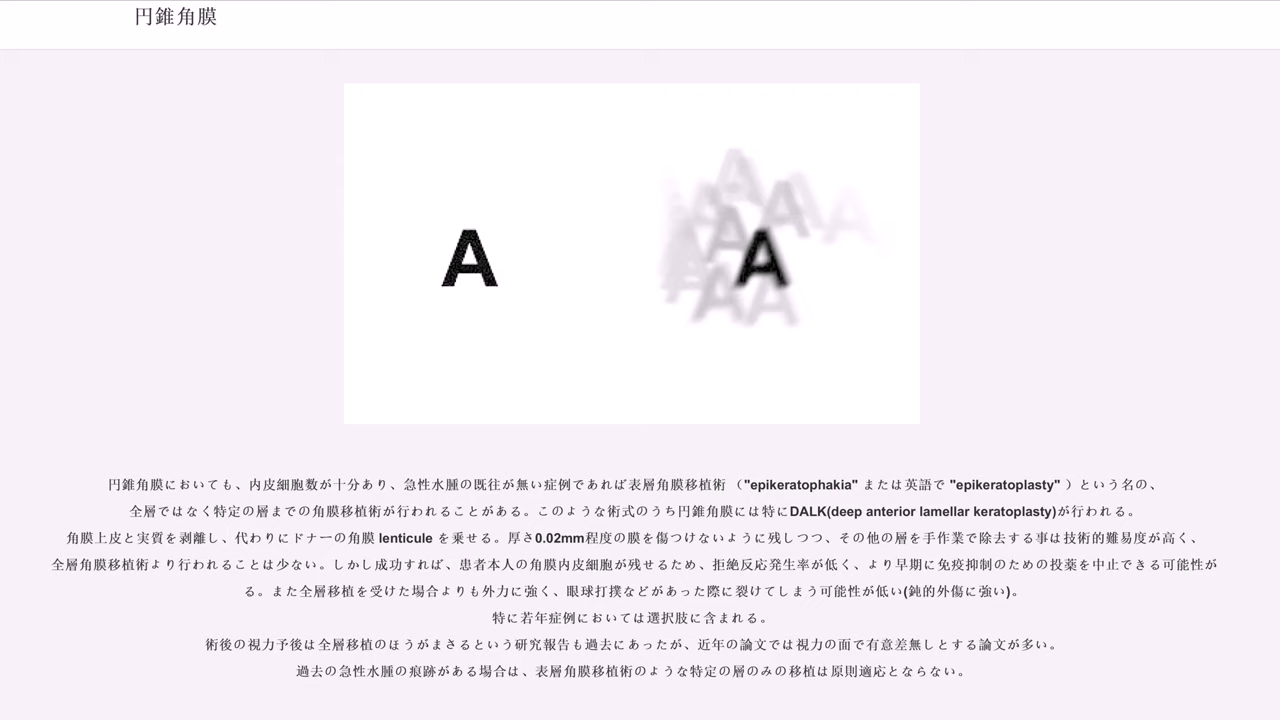 円錐角膜
A A
円錐角膜においても、内皮細胞数が十分あり、急性水腫の既往が無い症例であれば表層角膜移植術 （"epikeratophakia" または英語で "epikeratoplasty" ）という名の、
全層ではなく特定の層までの角膜移植術が行われることがある。このような術式のうち円錐角膜には特にDALK(deep anterior lamellar keratoplasty)が行われる。
角膜上皮と実質を剥離し、代わりにドナーの角膜 lenticule を乗せる。厚さ0.02mm程度の膜を傷つけないように残しつつ、その他の層を手作業で除去する事は技術的難易度が高く、
全層角膜移植術より行われることは少ない。しかし成功すれば、患者本人の角膜内皮細胞が残せるため、拒絶反応発生率が低く、より早期に免疫抑制のための投薬を中止できる可能性が
る。また全層移植を受けた場合よりも外力に強く、眼球打撲などがあった際に裂けてしまう可能性が低い(鈍的外傷に強い)。
特に若年症例においては選択肢に含まれる。
術後の視力予後は全層移植のほうがまさるという研究報告も過去にあったが、近年の論文では視力の面で有意差無しとする論文が多い。
過去の急性水腫の痕跡がある場合は、表層角膜移植術のような特定の層のみの移植は原則適応とならない。